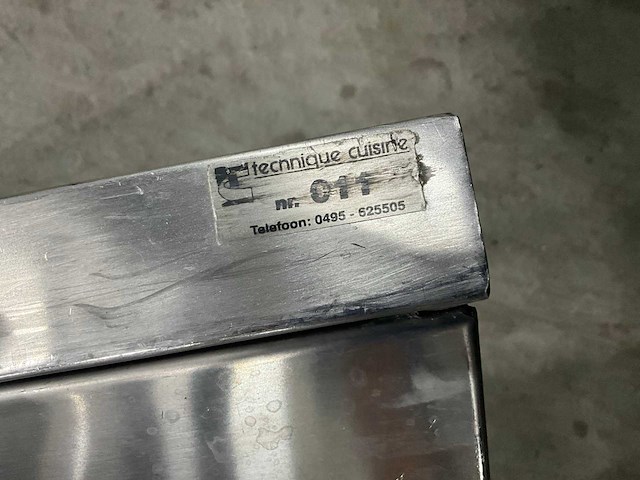 technique cuisine
nr. 011
Telefoon: 0495 - 625505